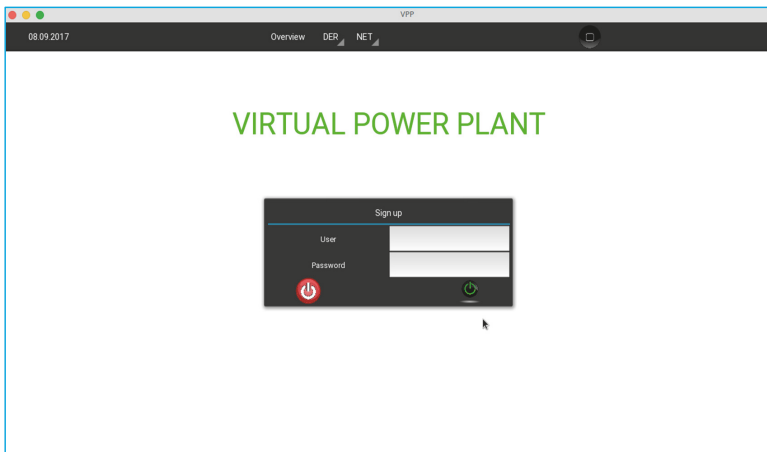 VPP
08.09.2017 Overview DER NET
VIRTUAL POWER PLANT
Sign up
User
Password